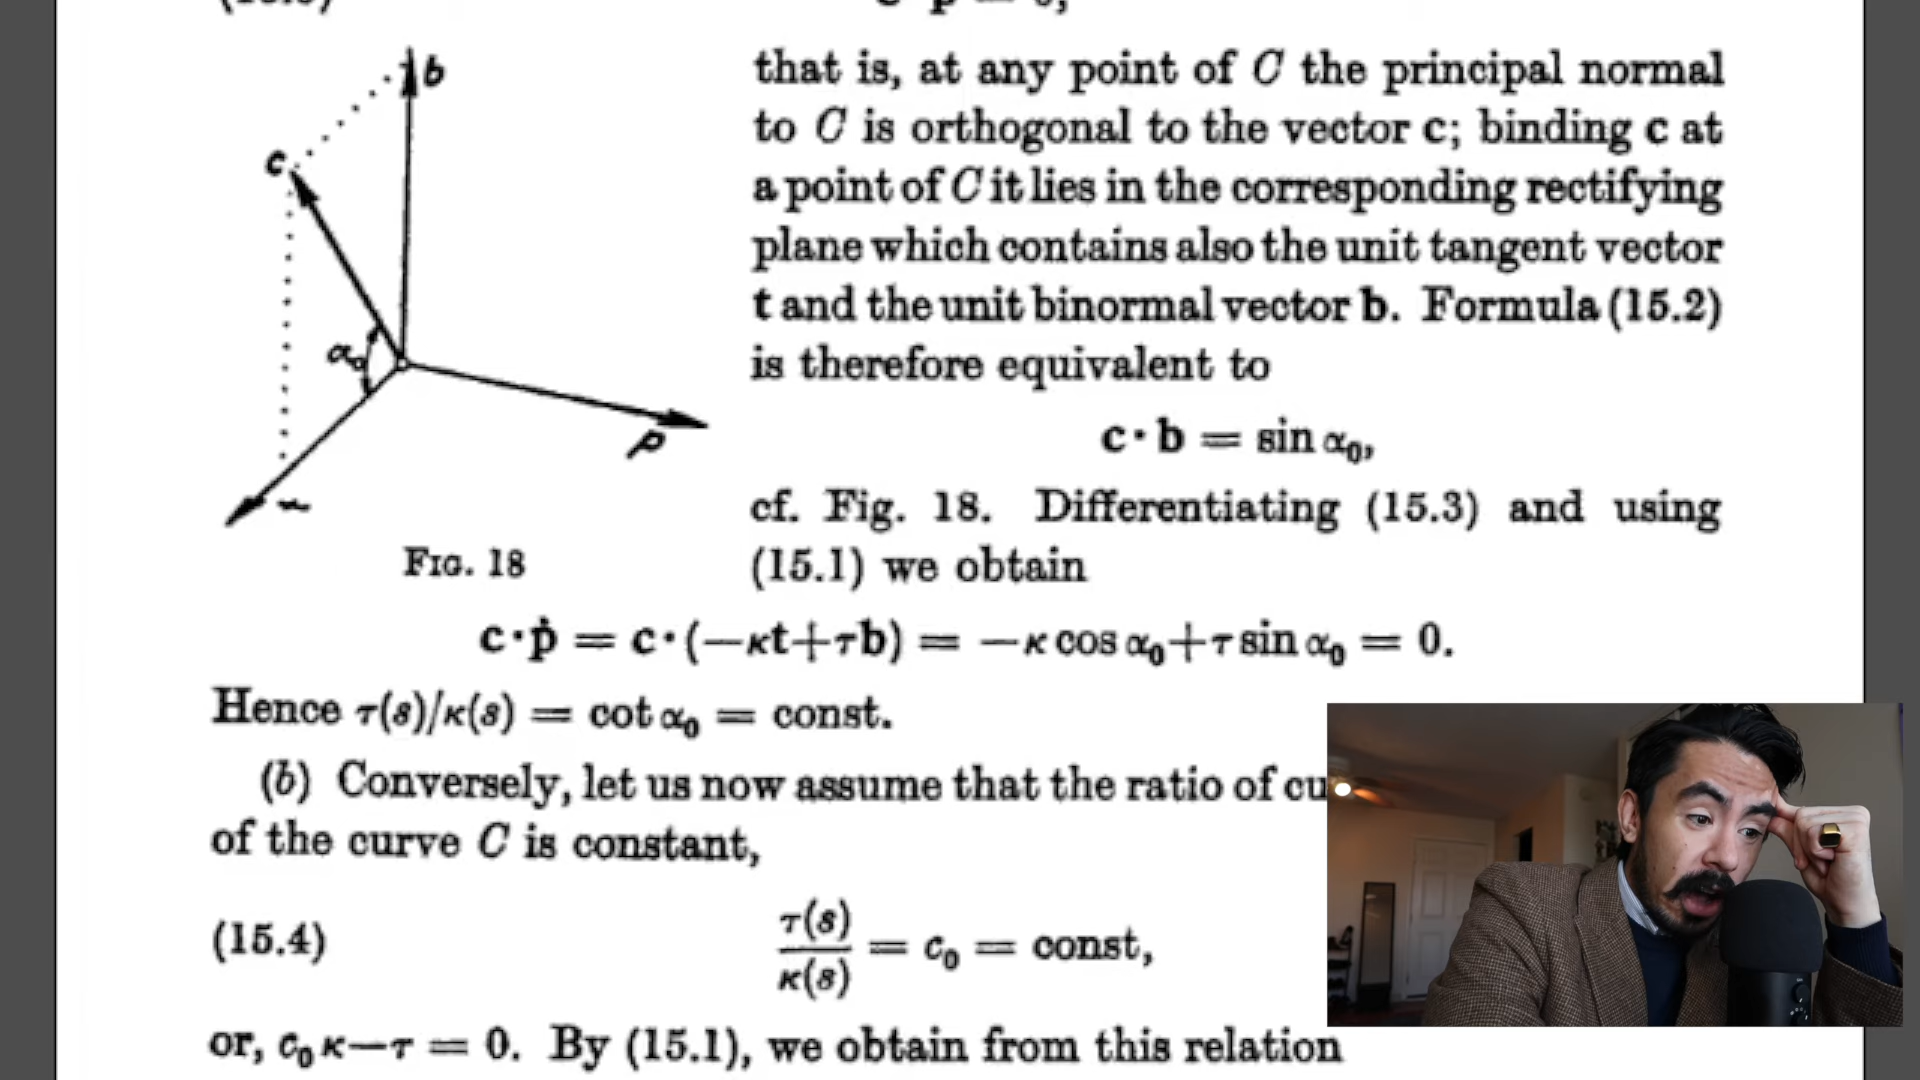 b
c
α₀
p
Fig. 18
that is, at any point of C the principal normal
to C is orthogonal to the vector c; binding c at
a point of C it lies in the corresponding rectifying
plane which contains also the unit tangent vector
t and the unit binormal vector b. Formula (15.2)
is therefore equivalent to
c·b = sin α₀,
cf. Fig. 18. Differentiating (15.3) and using
(15.1) we obtain
c·ṗ = c·(−κt+τb) = −κ cos α₀+τ sin α₀ = 0.
Hence τ(s)/κ(s) = cot α₀ = const.
(b) Conversely, let us now assume that the ratio of cu
of the curve C is constant,
(15.4) τ(s)/κ(s) = c₀ = const,
or, c₀κ−τ = 0. By (15.1), we obtain from this relation